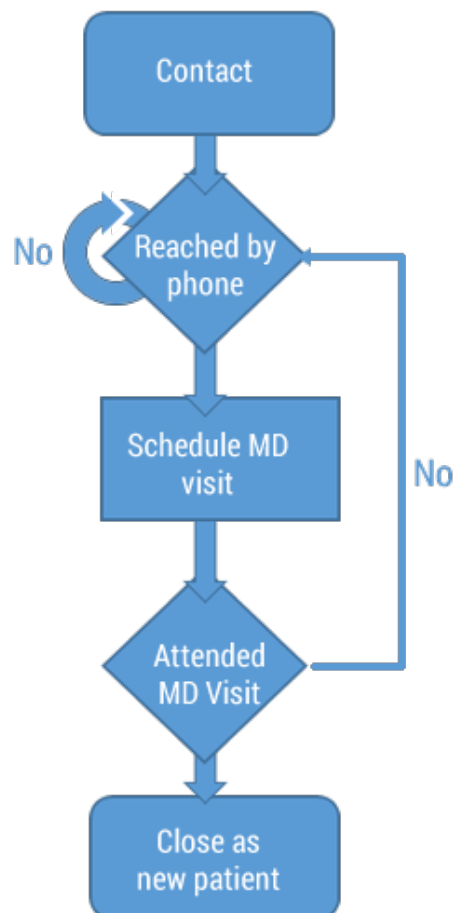 Contact
Reached by
phone
No
Schedule MD
visit
No
Attended
MD Visit
Close as
new patient